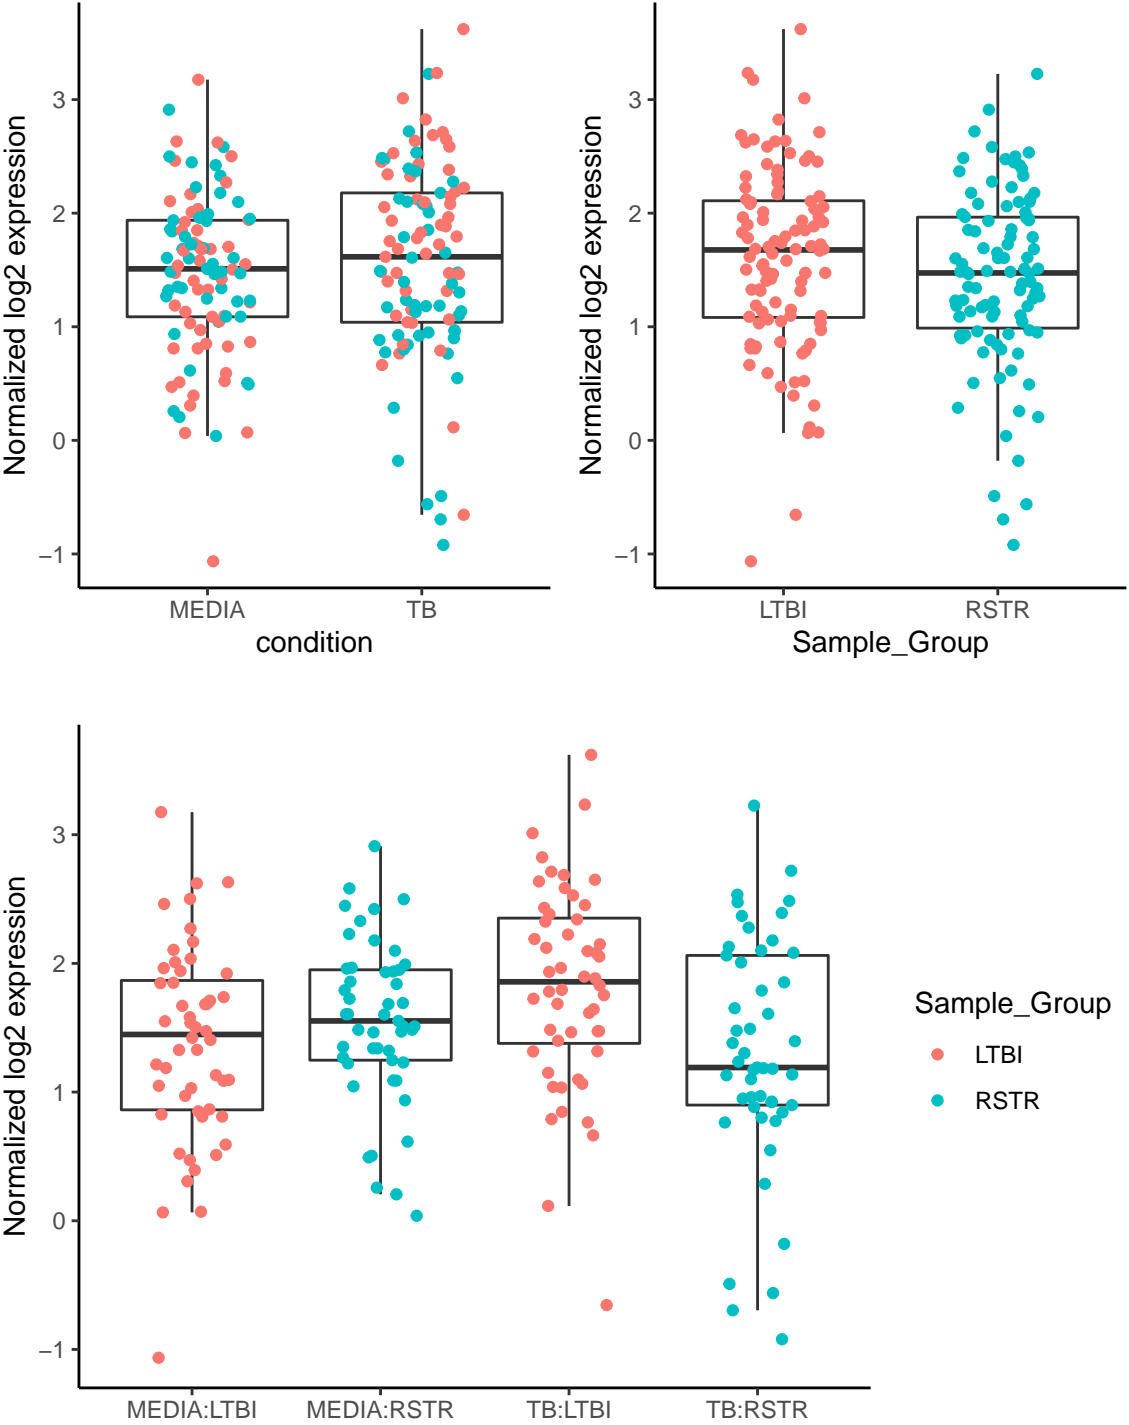 Normalized log2 expression
3
2
1
0
−1
MEDIA TB
condition
Normalized log2 expression
3
2
1
0
−1
LTBI RSTR
Sample_Group
Normalized log2 expression
3
2
1
0
−1
MEDIA:LTBI MEDIA:RSTR TB:LTBI TB:RSTR
Sample_Group
LTBI
RSTR